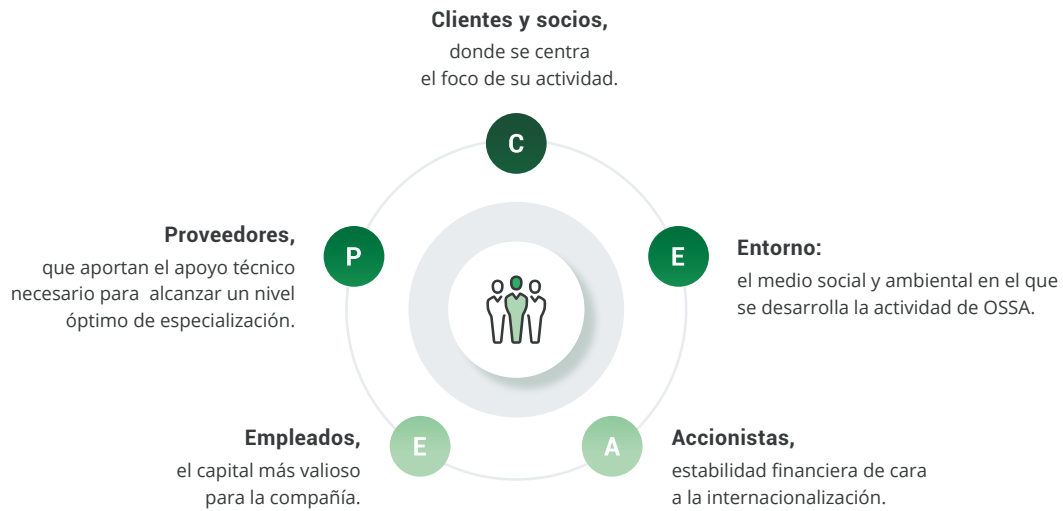 Clientes y socios,
donde se centra
el foco de su actividad.
C
Proveedores,
que aportan el apoyo técnico
necesario para alcanzar un nivel
óptimo de especialización.
P
E
Entorno:
el medio social y ambiental en el que
se desarrolla la actividad de OSSA.
Empleados,
el capital más valioso
para la compañía.
E
A
Accionistas,
estabilidad financiera de cara
a la internacionalización.